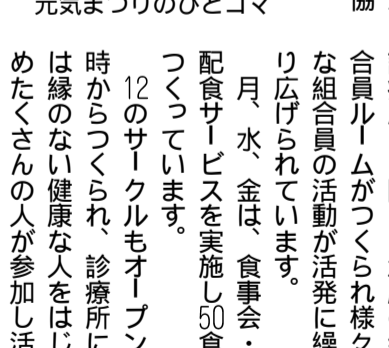 元気まつりのひとコマ
協
合員ルームがつくられ様々
な組合員の活動が活発に繰
り広げられています。
月、水、金は、食事会・
配食サービスを実施し50食
つくっています。
12のサークルもオープン
時からつくられ、診療所に
は縁のない健康な人をはじ
めたくさんの人が参加し活